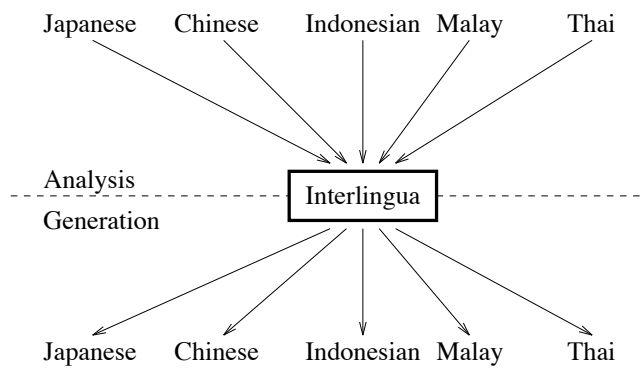 Japanese Chinese Indonesian Malay Thai
Analysis
Interlingua
Generation
Japanese Chinese Indonesian Malay Thai